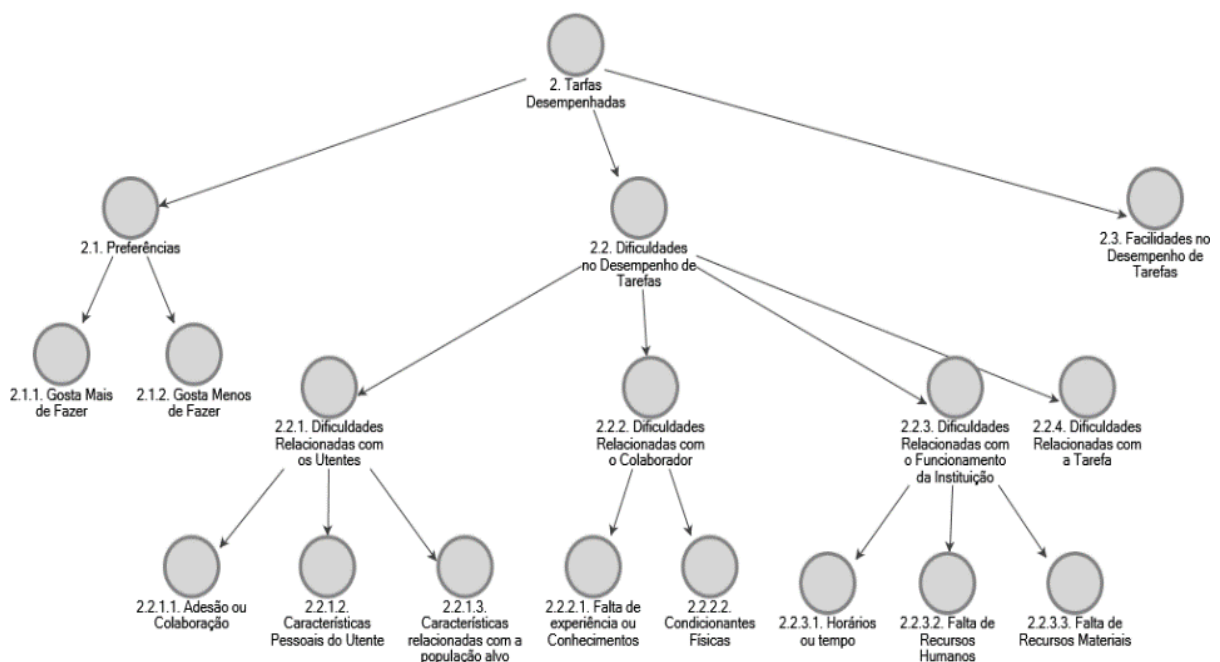 2. Tarfas
Desempenhadas
2.1. Preferências
2.2. Dificuldades
no Desempenho de
Tarefas
2.3. Facilidades no
Desempenho de
Tarefas
2.1.1. Gosta Mais
de Fazer
2.1.2. Gosta Menos
de Fazer
2.2.1. Dificuldades
Relacionadas com
os Utentes
2.2.2. Dificuldades
Relacionadas com
o Colaborador
2.2.3. Dificuldades
Relacionadas com
o Funcionamento
da Instituição
2.2.4. Dificuldades
Relacionadas com
a Tarefa
2.2.1.1. Adesão ou
Colaboração
2.2.1.2.
Características
Pessoais do Utente
2.2.1.3.
Características
relacionadas com a
população alvo
2.2.2.1. Falta de
experiência ou
Conhecimentos
2.2.2.2.
Condicionantes
Físicas
2.2.3.1. Horários
ou tempo
2.2.3.2. Falta de
Recursos
Humanos
2.2.3.3. Falta de
Recursos Materiais